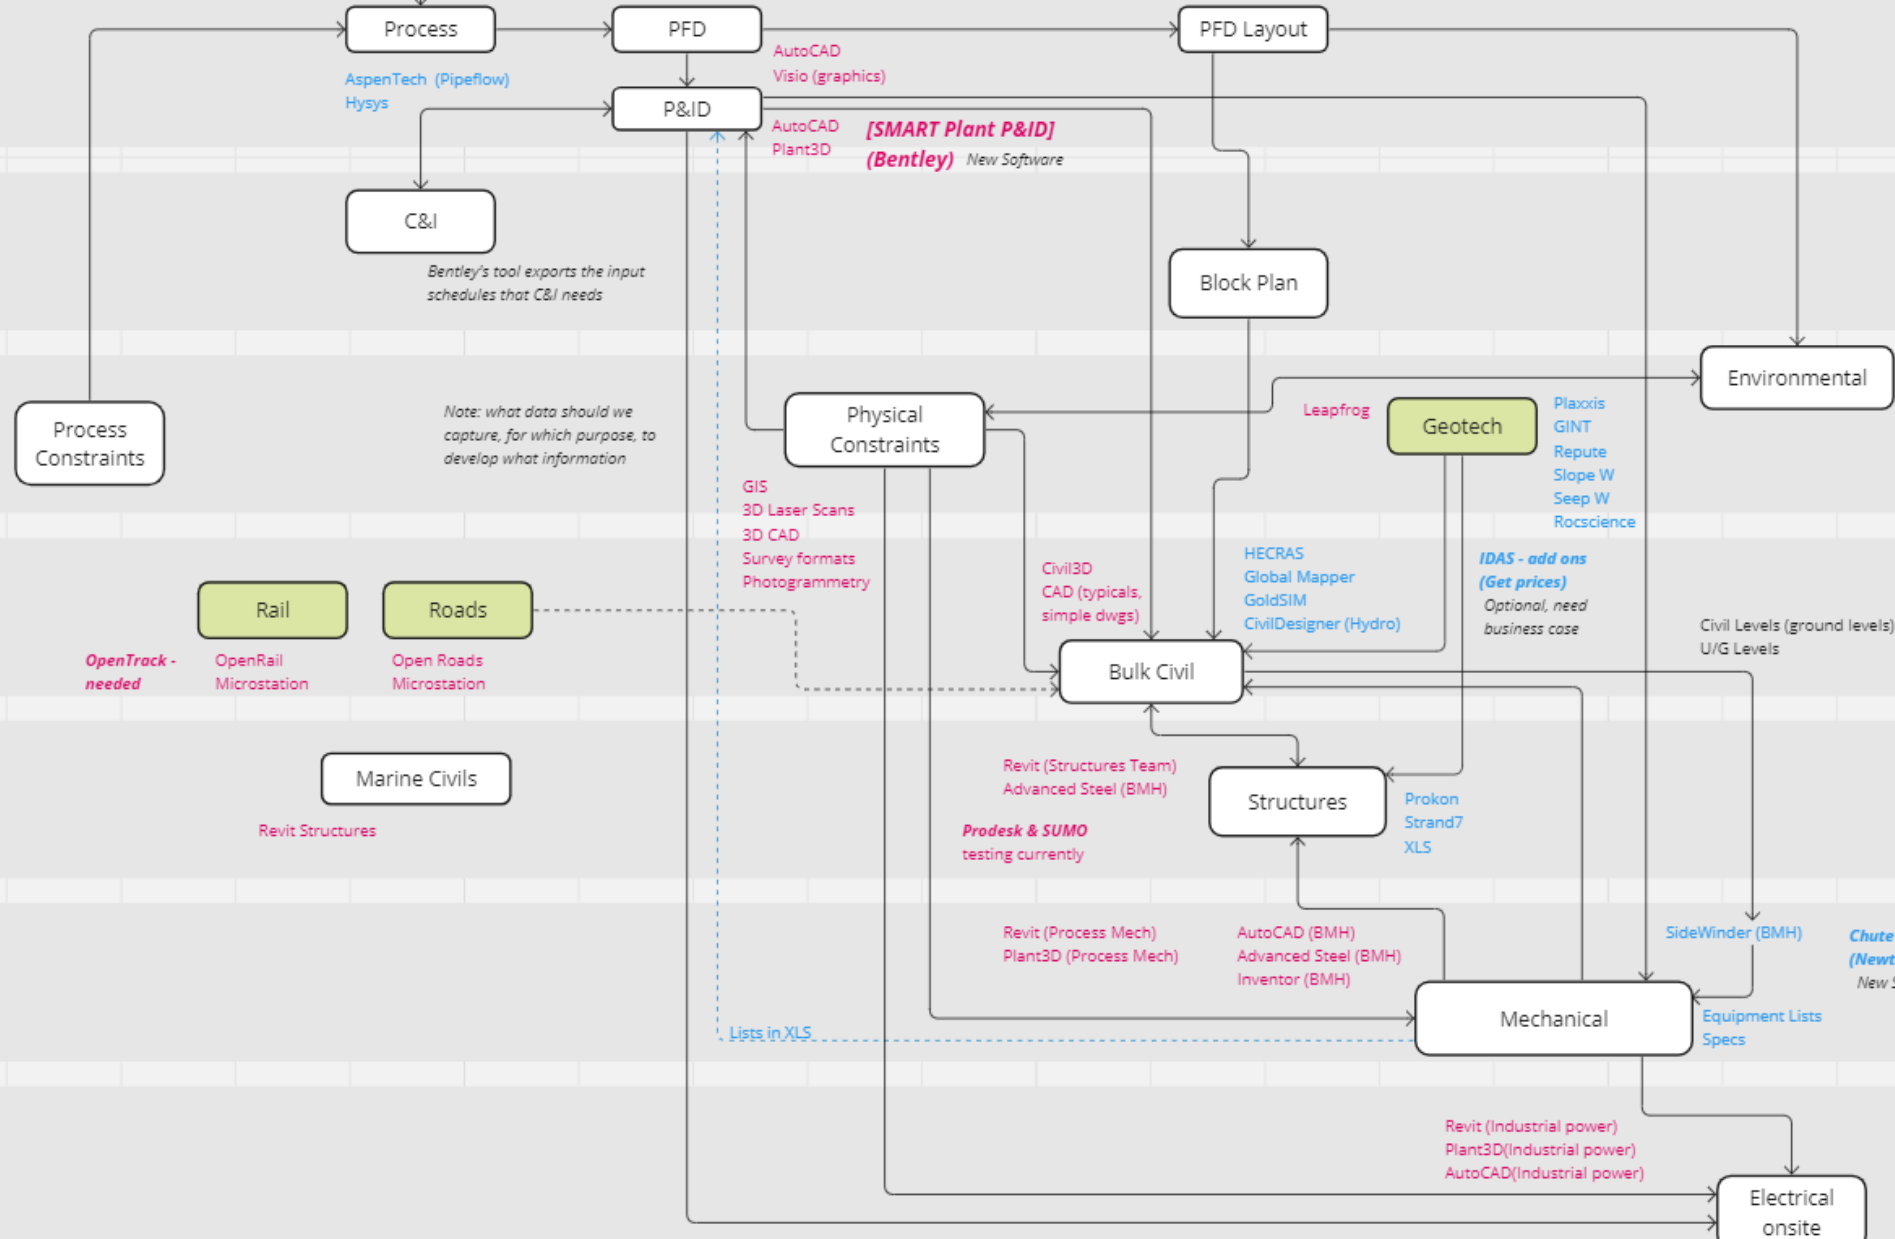 Process
PFD
PFD Layout
AspenTech (Pipeflow)
Hysys
AutoCAD
Visio (graphics)
P&ID
AutoCAD
Plant3D
[SMART Plant P&ID]
(Bentley) New Software
C&I
Bentley's tool exports the input
schedules that C&I needs
Block Plan
Environmental
Process
Constraints
Note: what data should we
capture, for which purpose, to
develop what information
Physical
Constraints
Leapfrog
Geotech
Plaxxis
GINT
Repute
Slope W
Seep W
Rocscience
GIS
3D Laser Scans
3D CAD
Survey formats
Photogrammetry
Civil3D
CAD (typicals,
simple dwgs)
HECRAS
Global Mapper
GoldSIM
CivilDesigner (Hydro)
IDAS - add ons
(Get prices)
Optional, need
business case
Civil Levels (ground levels)
U/G Levels
Rail
Roads
OpenTrack -
needed
OpenRail
Microstation
Open Roads
Microstation
Bulk Civil
Marine Civils
Revit Structures
Revit (Structures Team)
Advanced Steel (BMH)
Prodesk & SUMO
testing currently
Structures
Prokon
Strand7
XLS
Revit (Process Mech)
Plant3D (Process Mech)
AutoCAD (BMH)
Advanced Steel (BMH)
Inventor (BMH)
SideWinder (BMH)
Chute
(Newt
New S
Lists in XLS
Mechanical
Equipment Lists
Specs
Revit (Industrial power)
Plant3D(Industrial power)
AutoCAD(Industrial power)
Electrical
onsite